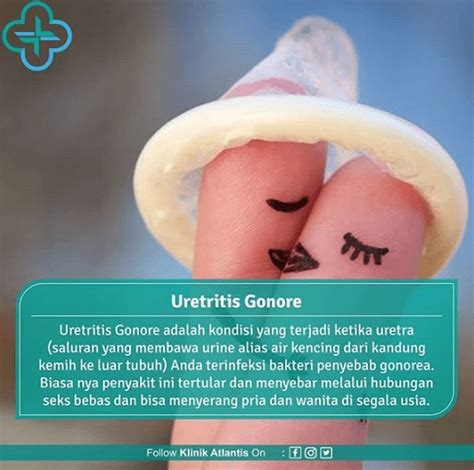 Uretritis Gonore
Uretritis Gonore adalah kondisi yang terjadi ketika uretra
(saluran yang membawa urine alias air kencing dari kandung
kemih ke luar tubuh) Anda terinfeksi bakteri penyebab gonorea.
Biasa nya penyakit ini tertular dan menyebar melalui hubungan
seks bebas dan bisa menyerang pria dan wanita di segala usia.
Follow Klinik Atlantis On :